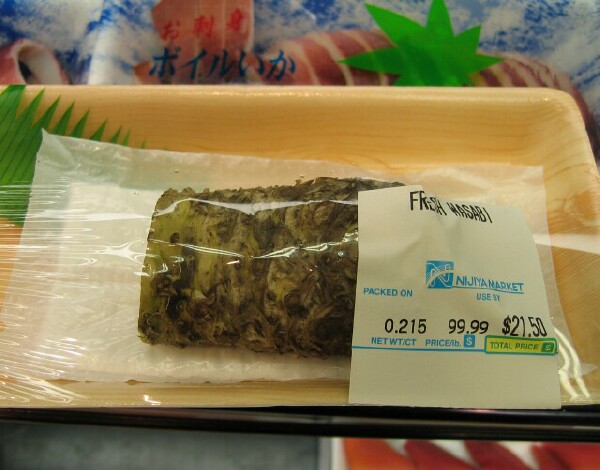 お刺身
ボイルいか
FRESH WASABI
NIJIYA MARKET
PACKED ON
USE BY
0.215 99.99 $21.50
NET WT/CT PRICE/lb. S TOTAL PRICE S